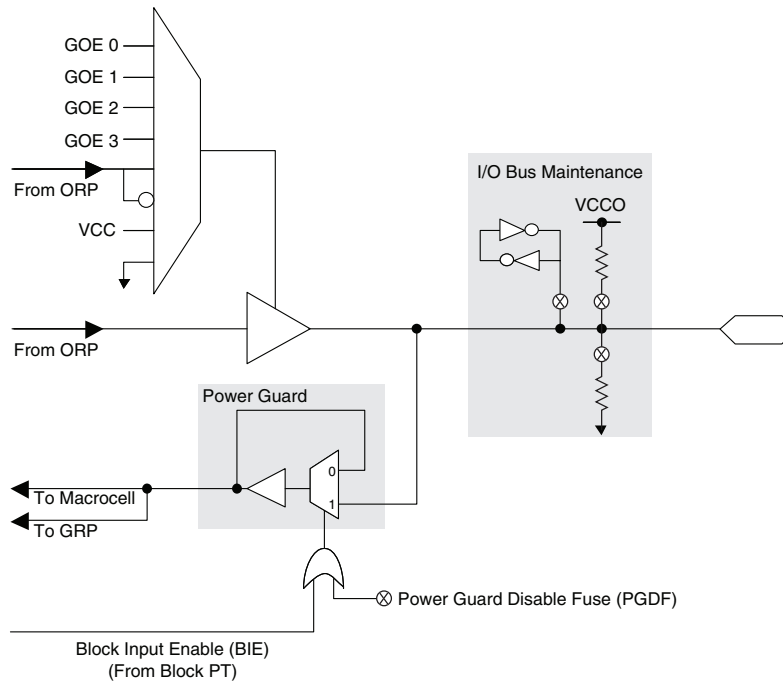 GOE 0
GOE 1
GOE 2
GOE 3
From ORP
VCC
From ORP
I/O Bus Maintenance
VCCO
Power Guard
0
1
To Macrocell
To GRP
Power Guard Disable Fuse (PGDF)
Block Input Enable (BIE)
(From Block PT)